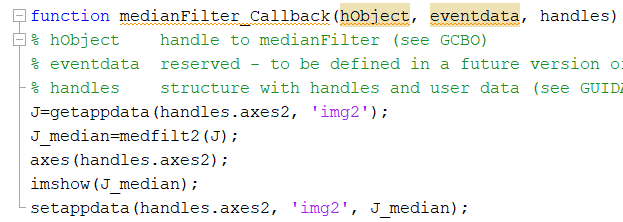 function medianFilter_Callback(hObject, eventdata, handles)
% hObject    handle to medianFilter (see GCBO)
% eventdata  reserved - to be defined in a future version of
% handles    structure with handles and user data (see GUIDA
J=getappdata(handles.axes2, 'img2');
J_median=medfilt2(J);
axes(handles.axes2);
imshow(J_median);
setappdata(handles.axes2, 'img2', J_median);